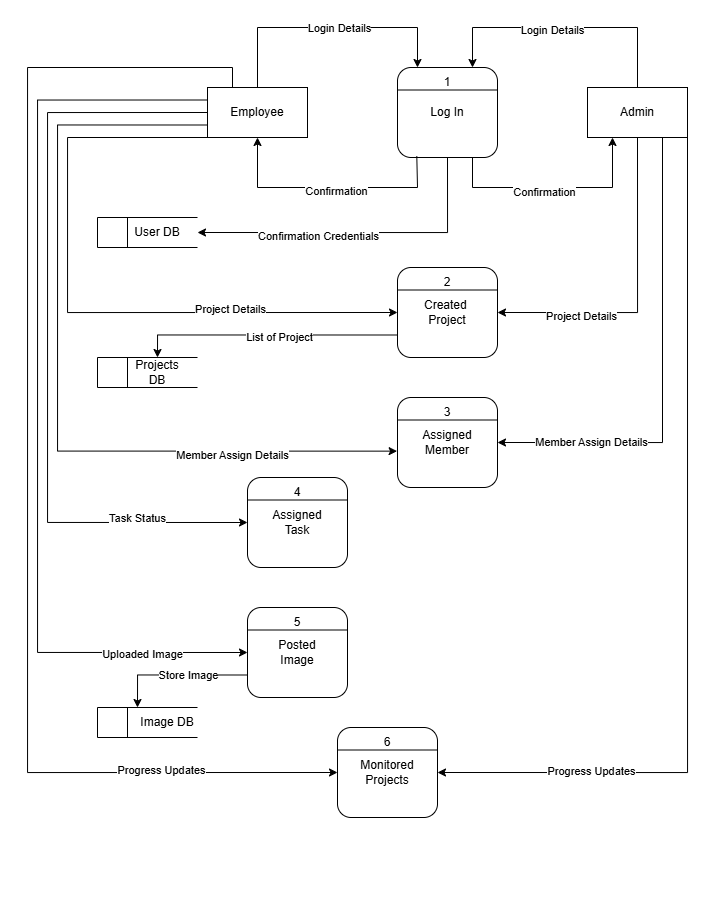 Login Details
Login Details
1
Log In
Employee
Admin
Confirmation
Confirmation
User DB
Confirmation Credentials
2
Created
Project
Project Details
Project Details
List of Project
Projects
DB
3
Assigned
Member
Member Assign Details
Member Assign Details
4
Assigned
Task
Task Status
5
Posted
Image
Uploaded Image
Store Image
Image DB
6
Monitored
Projects
Progress Updates
Progress Updates